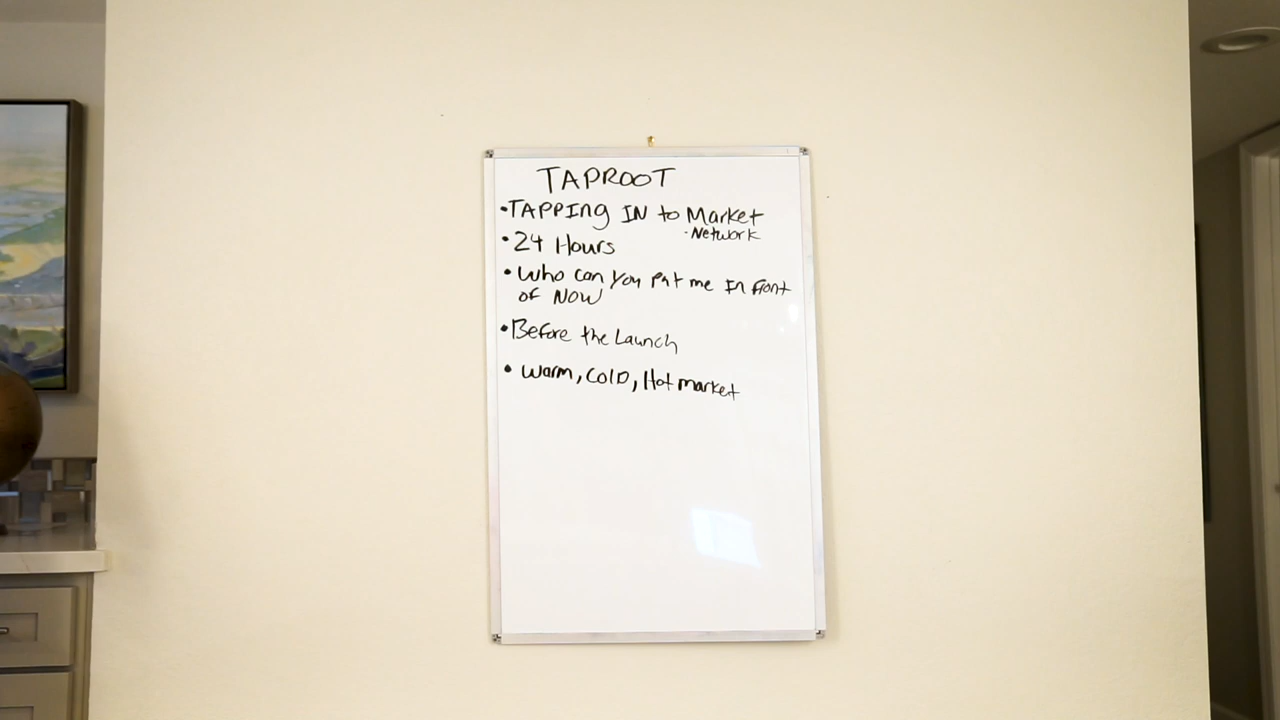 TAPROOT
•TAPPIng IN to Market
-Network
•24 Hours
•Who can you put me In front
of Now
•Before the Launch
•Warm, Cold, Hot market